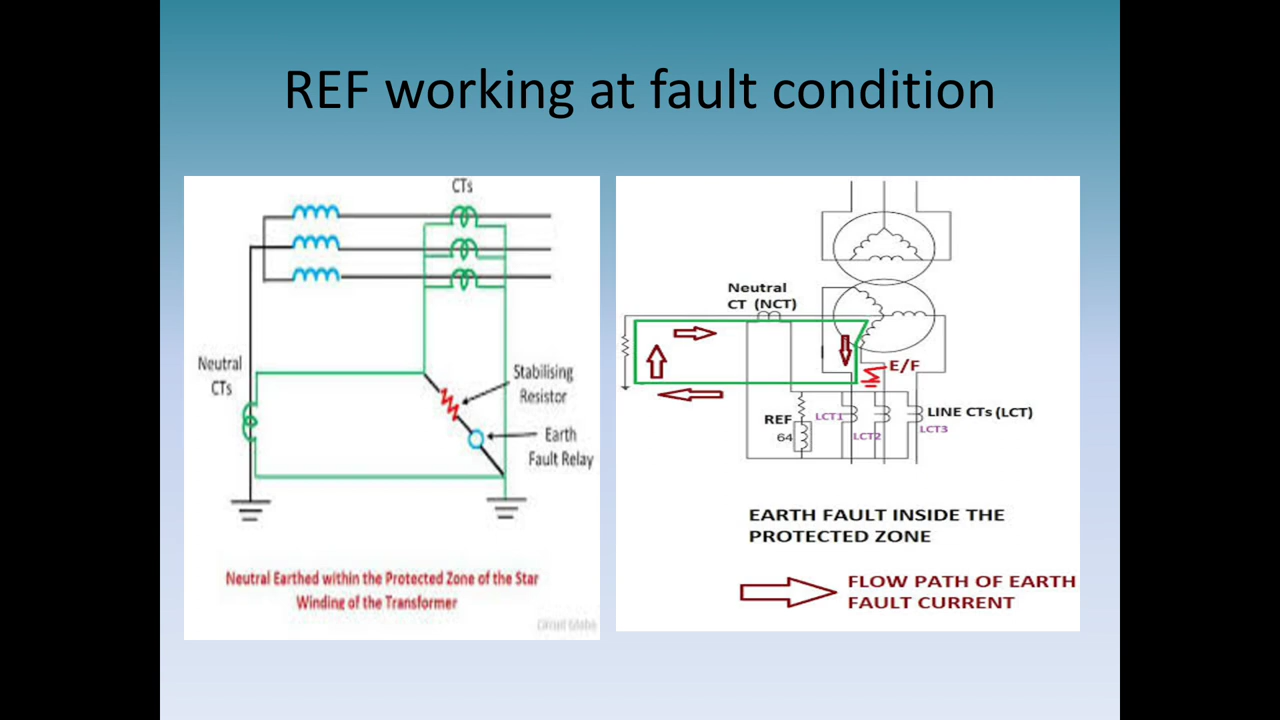 REF working at fault condition
CTs
Neutral
CTs
Stabilising
Resistor
Earth
Fault Relay
Neutral Earthed within the Protected Zone of the Star
Winding of the Transformer
Circuit Globe
Neutral
CT (NCT)
E/F
REF
64
LCT1
LCT2
LINE CTs (LCT)
LCT3
EARTH FAULT INSIDE THE
PROTECTED ZONE
FLOW PATH OF EARTH
FAULT CURRENT